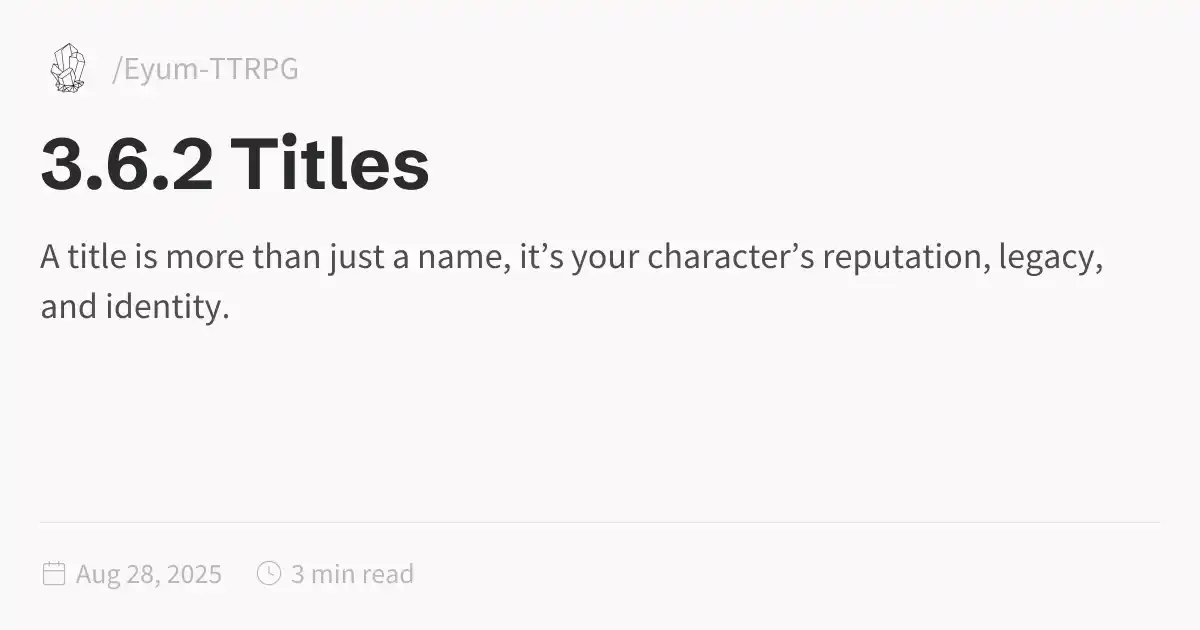 /Eyum-TTRPG
3.6.2 Titles
A title is more than just a name, it’s your character’s reputation, legacy,
and identity.
Aug 28, 2025 3 min read